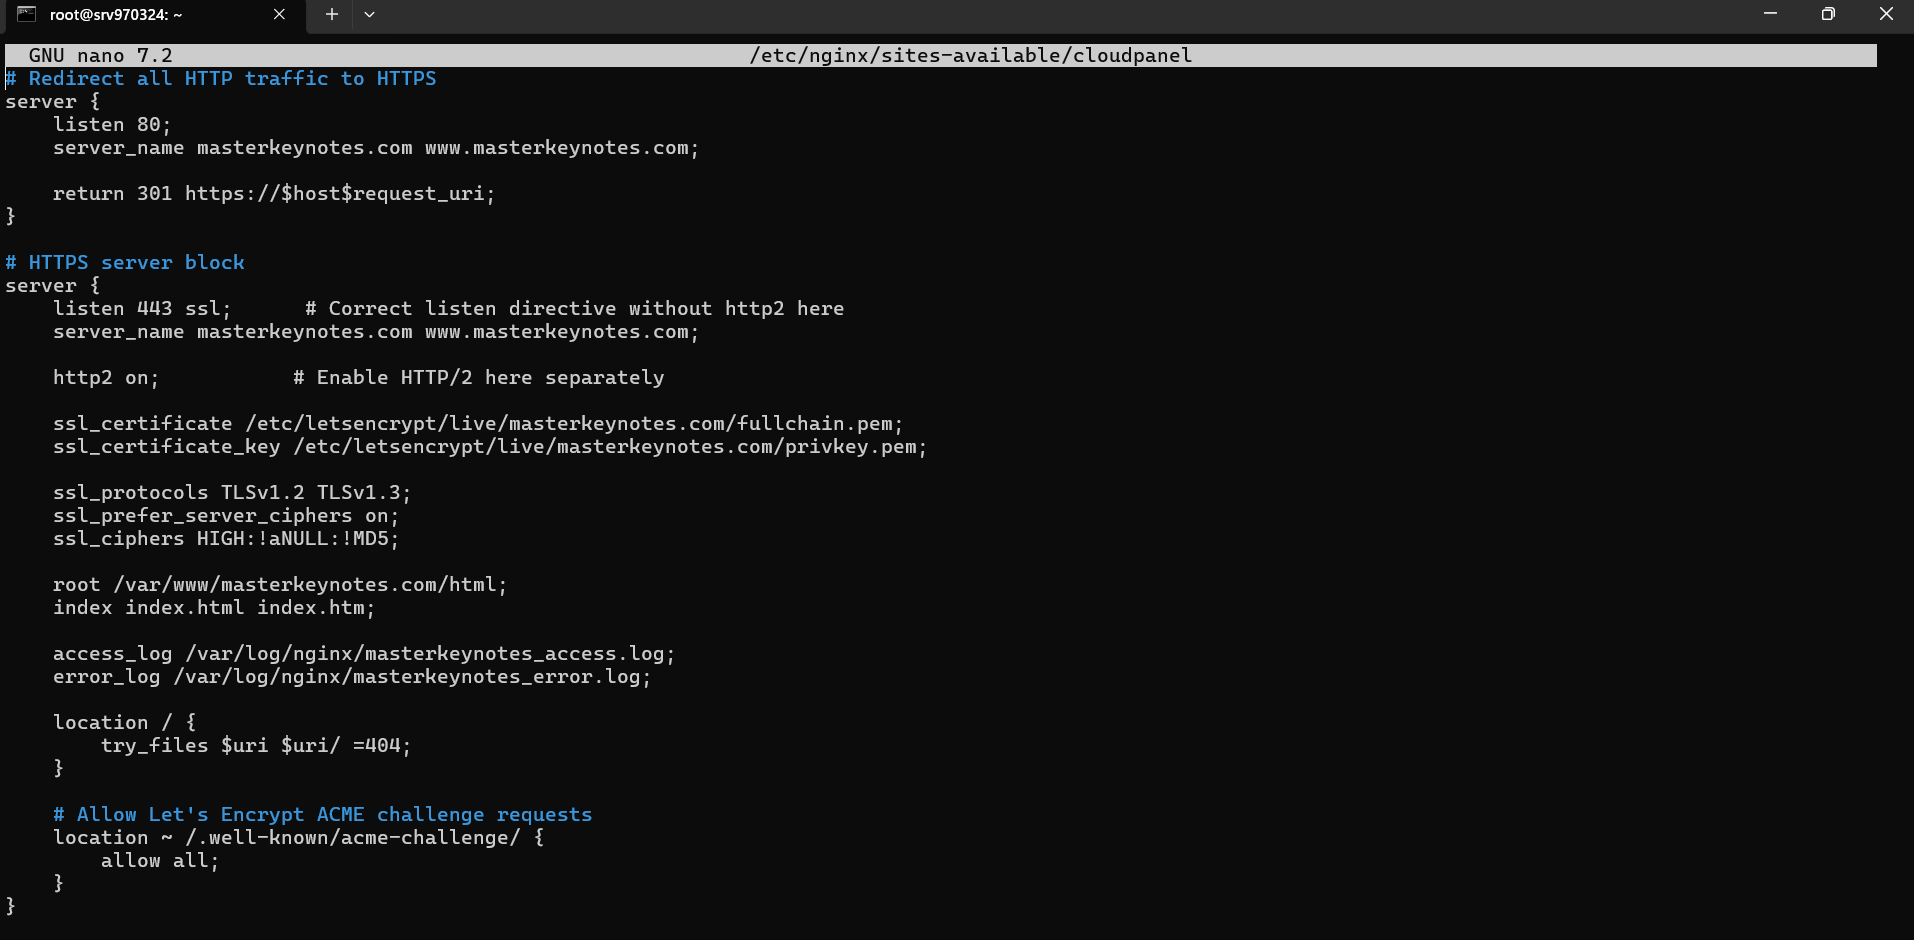 root@srv970324: ~
GNU nano 7.2 /etc/nginx/sites-available/cloudpanel
# Redirect all HTTP traffic to HTTPS
server {
    listen 80;
    server_name masterkeynotes.com www.masterkeynotes.com;

    return 301 https://$host$request_uri;
}

# HTTPS server block
server {
    listen 443 ssl;      # Correct listen directive without http2 here
    server_name masterkeynotes.com www.masterkeynotes.com;

    http2 on;           # Enable HTTP/2 here separately

    ssl_certificate /etc/letsencrypt/live/masterkeynotes.com/fullchain.pem;
    ssl_certificate_key /etc/letsencrypt/live/masterkeynotes.com/privkey.pem;

    ssl_protocols TLSv1.2 TLSv1.3;
    ssl_prefer_server_ciphers on;
    ssl_ciphers HIGH:!aNULL:!MD5;

    root /var/www/masterkeynotes.com/html;
    index index.html index.htm;

    access_log /var/log/nginx/masterkeynotes_access.log;
    error_log /var/log/nginx/masterkeynotes_error.log;

    location / {
        try_files $uri $uri/ =404;
    }

    # Allow Let's Encrypt ACME challenge requests
    location ~ /.well-known/acme-challenge/ {
        allow all;
    }
}